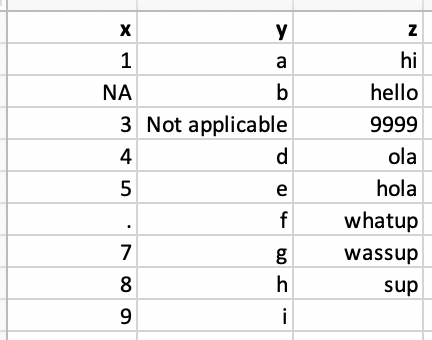 x y z
1 a hi
NA b hello
3 Not applicable 9999
4 d ola
5 e hola
. f whatup
7 g wassup
8 h sup
9 i